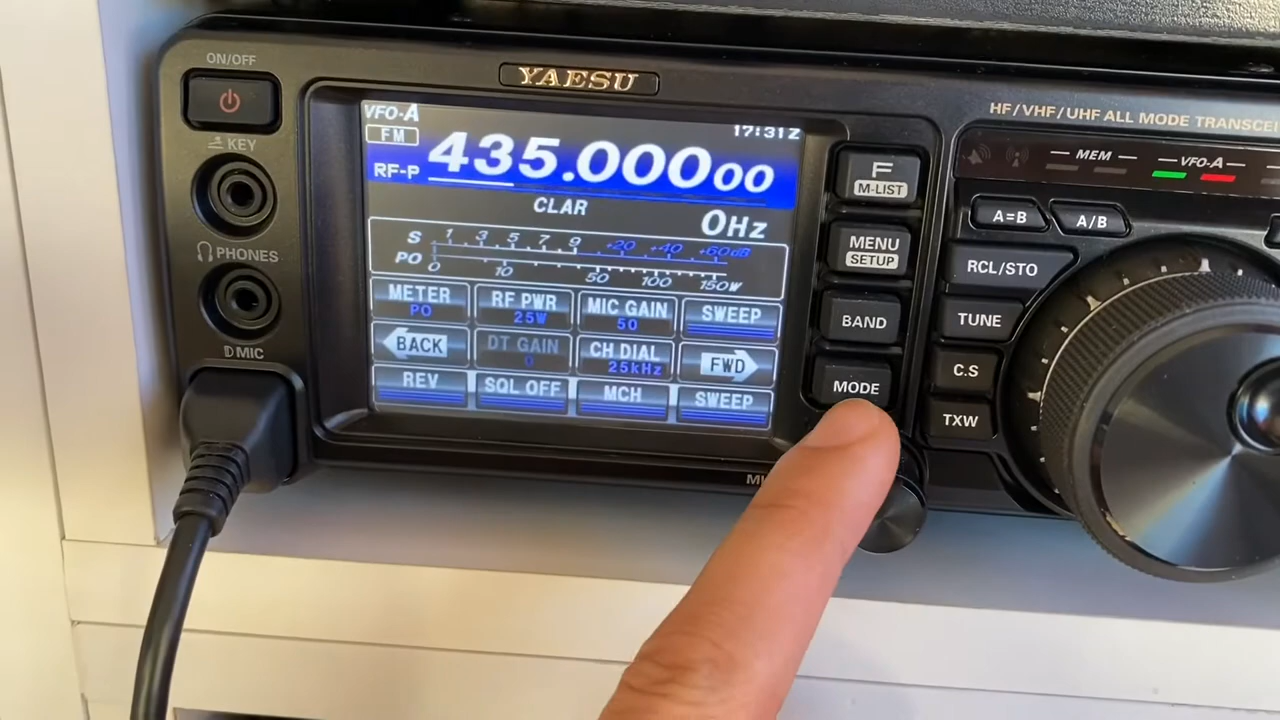 ON/OFF
KEY
PHONES
MIC
YAESU
VFO-A
17:31Z
FM
435.00000
RF-P
CLAR
0Hz
S 1 3 5 7 9 +20 +40 +60dB
PO 0 10 50 100 150W
METER RF PWR MIC GAIN SWEEP
PO 25W 50
BACK DT GAIN CH DIAL FWD
0 25kHz
REV SQL OFF MCH SWEEP
F
M-LIST
MENU
SETUP
BAND
MODE
HF/VHF/UHF ALL MODE TRANSCEI
MEM VFO-A
A=B A/B
RCL/STO
TUNE
C.S
TXW